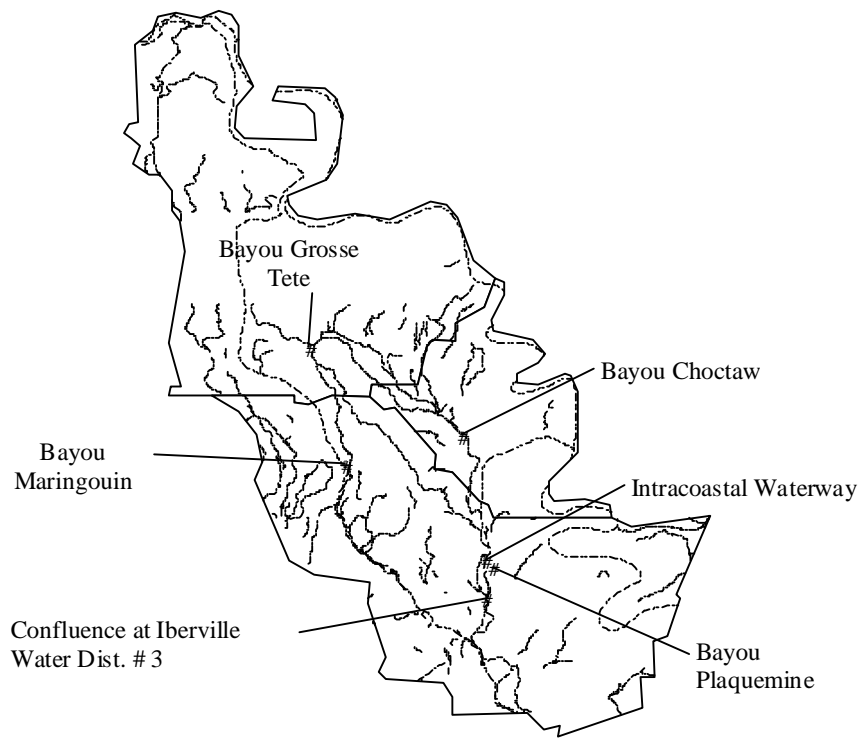 Bayou Grosse
Tete
Bayou Choctaw
Bayou
Maringouin
Intracoastal Waterway
Confluence at Iberville
Water Dist. # 3
Bayou
Plaquemine